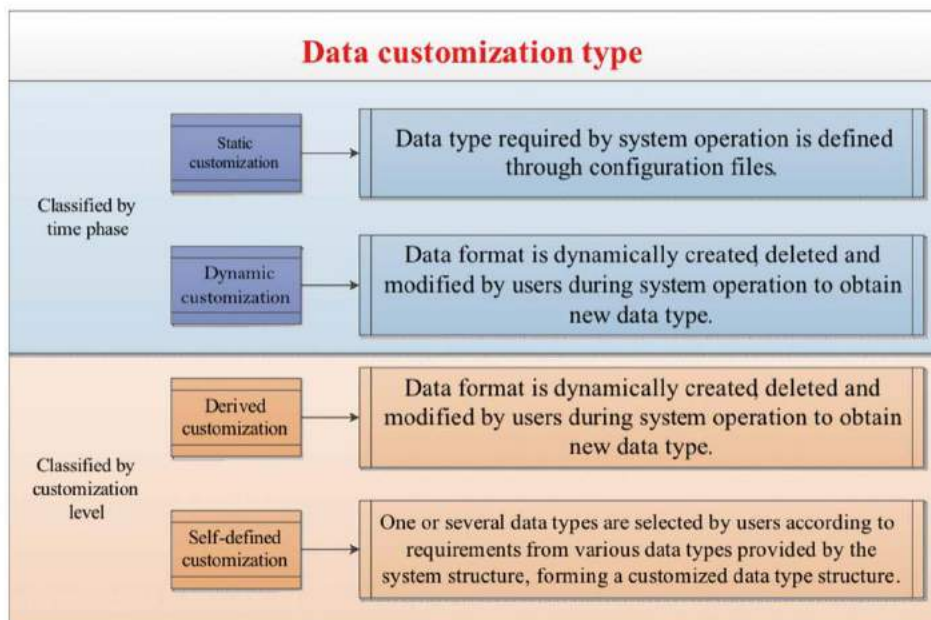 Data customization type
Classified by
time phase
Static
customization
Data type required by system operation is defined
through configuration files.
Dynamic
customization
Data format is dynamically created, deleted and
modified by users during system operation to obtain
new data type.
Classified by
customization
level
Derived
customization
Data format is dynamically created, deleted and
modified by users during system operation to obtain
new data type.
Self-defined
customization
One or several data types are selected by users according to
requirements from various data types provided by the
system structure, forming a customized data type structure.